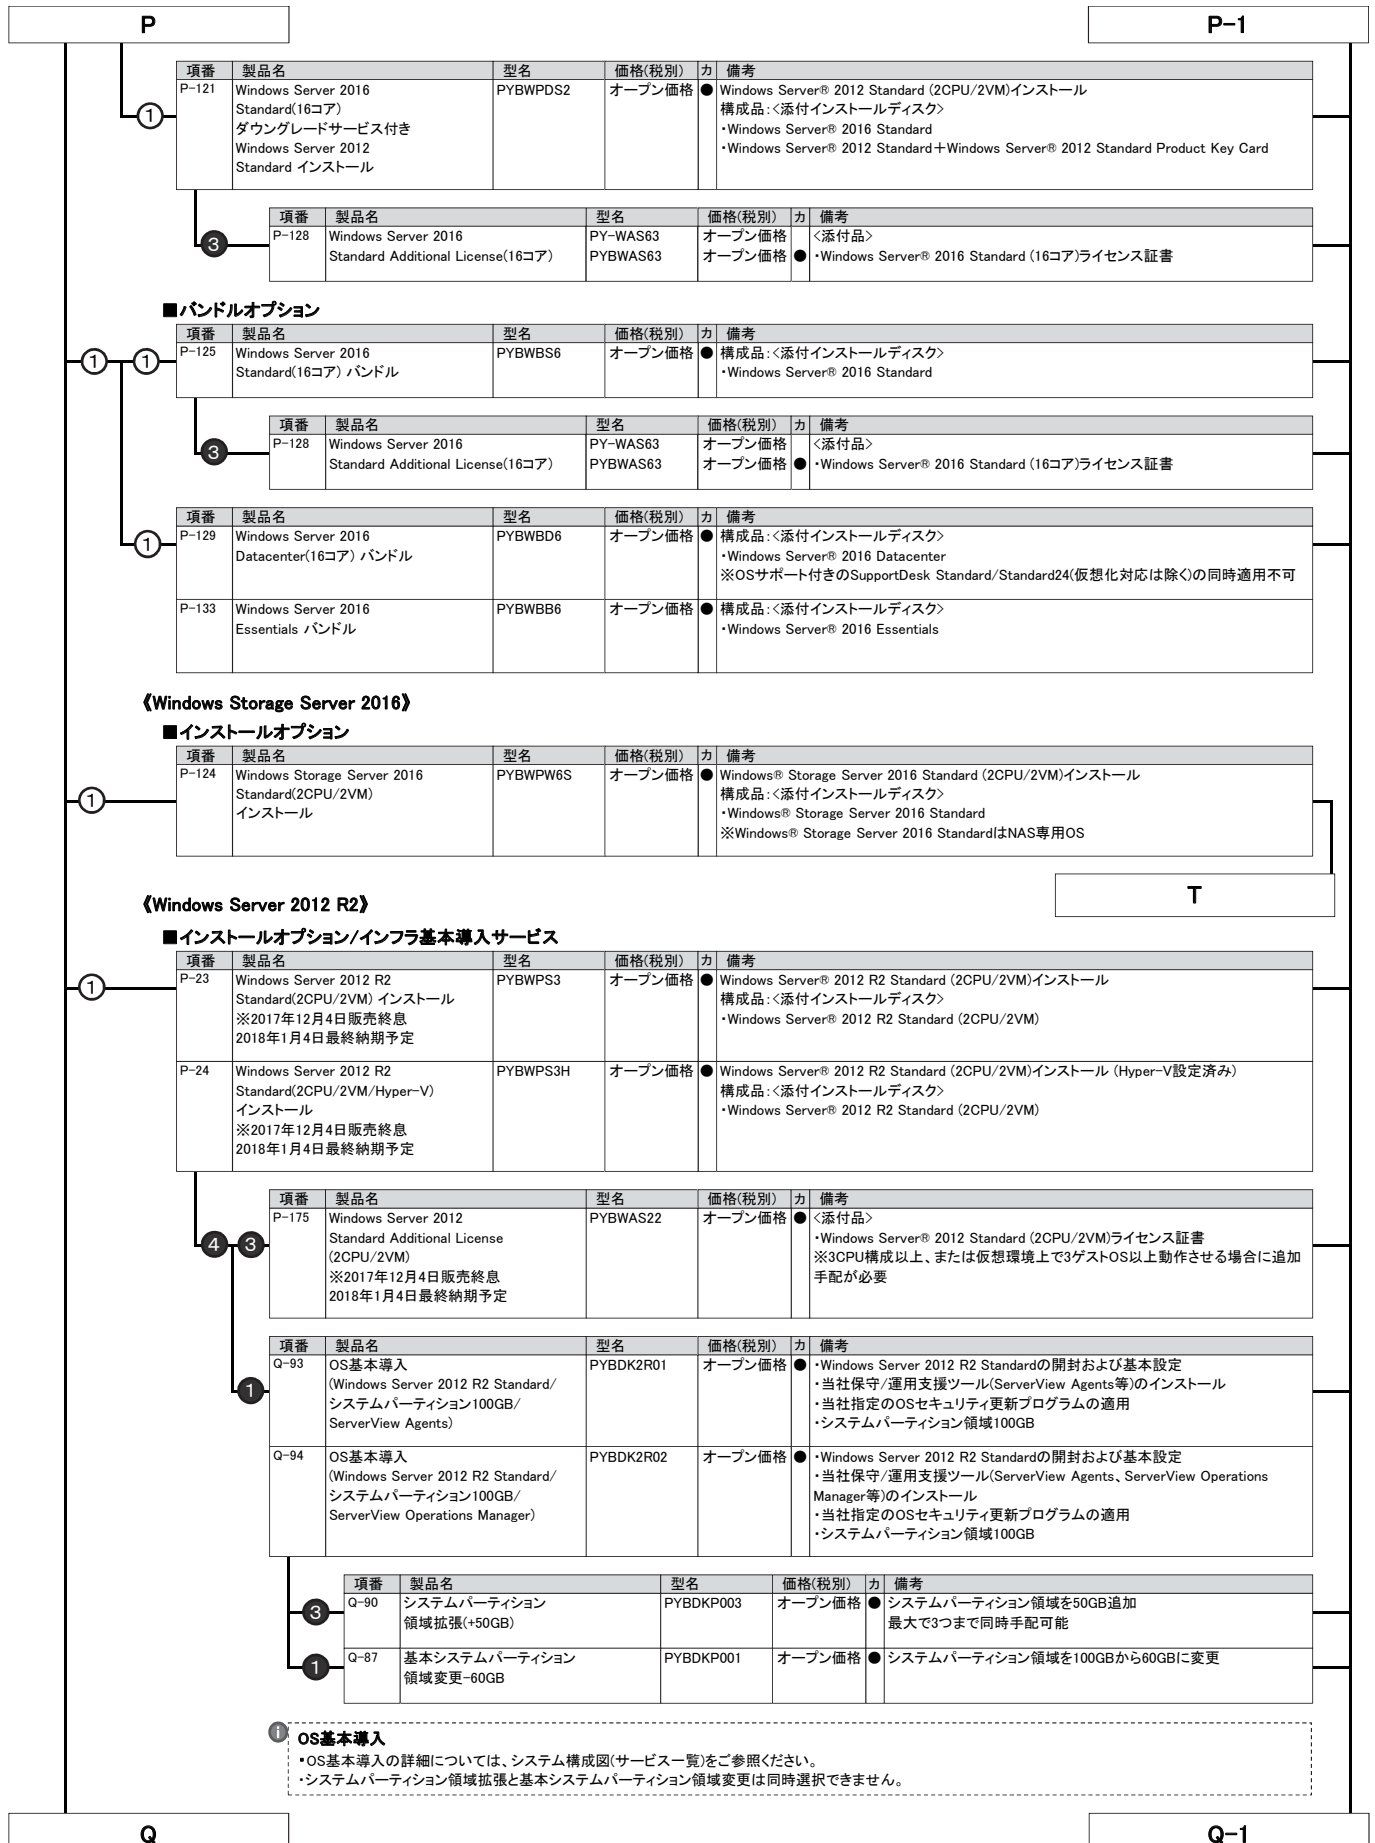 P
P-1
項番 製品名 型名 価格(税別) カ 備考
P-121 Windows Server 2016 PYBWPDS2 オープン価格 ● Windows Server® 2012 Standard (2CPU/2VM)インストール
Standard(16コア) 構成品:<添付インストールディスク>
① ダウングレードサービス付き ・Windows Server® 2016 Standard
Windows Server 2012 ・Windows Server® 2012 Standard+Windows Server® 2012 Standard Product Key Card
Standard インストール
項番 製品名 型名 価格(税別) カ 備考
❸ P-128 Windows Server 2016 PY-WAS63 オープン価格 <添付品>
Standard Additional License(16コア) PYBWAS63 オープン価格 ● ・Windows Server® 2016 Standard (16コア)ライセンス証書
■バンドルオプション
項番 製品名 型名 価格(税別) カ 備考
① ① P-125 Windows Server 2016 PYBWBS6 オープン価格 ● 構成品:<添付インストールディスク>
Standard(16コア) バンドル ・Windows Server® 2016 Standard
項番 製品名 型名 価格(税別) カ 備考
❸ P-128 Windows Server 2016 PY-WAS63 オープン価格 <添付品>
Standard Additional License(16コア) PYBWAS63 オープン価格 ● ・Windows Server® 2016 Standard (16コア)ライセンス証書
項番 製品名 型名 価格(税別) カ 備考
① P-129 Windows Server 2016 PYBWBD6 オープン価格 ● 構成品:<添付インストールディスク>
Datacenter(16コア) バンドル ・Windows Server® 2016 Datacenter
※OSサポート付きのSupportDesk Standard/Standard24(仮想化対応は除く)の同時適用不可
P-133 Windows Server 2016 PYBWBB6 オープン価格 ● 構成品:<添付インストールディスク>
Essentials バンドル ・Windows Server® 2016 Essentials
《Windows Storage Server 2016》
■インストールオプション
項番 製品名 型名 価格(税別) カ 備考
P-124 Windows Storage Server 2016 PYBWPW6S オープン価格 ● Windows® Storage Server 2016 Standard (2CPU/2VM)インストール
① Standard(2CPU/2VM) 構成品:<添付インストールディスク>
インストール ・Windows® Storage Server 2016 Standard
※Windows® Storage Server 2016 StandardはNAS専用OS
T
《Windows Server 2012 R2》
■インストールオプション/インフラ基本導入サービス
項番 製品名 型名 価格(税別) カ 備考
① P-23 Windows Server 2012 R2 PYBWPS3 オープン価格 ● Windows Server® 2012 R2 Standard (2CPU/2VM)インストール
Standard(2CPU/2VM) インストール 構成品:<添付インストールディスク>
※2017年12月4日販売終息 ・Windows Server® 2012 R2 Standard (2CPU/2VM)
2018年1月4日最終納期予定
P-24 Windows Server 2012 R2 PYBWPS3H オープン価格 ● Windows Server® 2012 R2 Standard (2CPU/2VM)インストール (Hyper-V設定済み)
Standard(2CPU/2VM/Hyper-V) 構成品:<添付インストールディスク>
インストール ・Windows Server® 2012 R2 Standard (2CPU/2VM)
※2017年12月4日販売終息
2018年1月4日最終納期予定
項番 製品名 型名 価格(税別) カ 備考
P-175 Windows Server 2012 PYBWAS22 オープン価格 ● <添付品>
❹ ❸ Standard Additional License ・Windows Server® 2012 Standard (2CPU/2VM)ライセンス証書
(2CPU/2VM) ※3CPU構成以上、または仮想環境上で3ゲストOS以上動作させる場合に追加
※2017年12月4日販売終息 手配が必要
2018年1月4日最終納期予定
項番 製品名 型名 価格(税別) カ 備考
Q-93 OS基本導入 PYBDK2R01 オープン価格 ● ・Windows Server 2012 R2 Standardの開封および基本設定
❶ (Windows Server 2012 R2 Standard/ ・当社保守/運用支援ツール(ServerView Agents等)のインストール
システムパーティション100GB/ ・当社指定のOSセキュリティ更新プログラムの適用
ServerView Agents) ・システムパーティション領域100GB
Q-94 OS基本導入 PYBDK2R02 オープン価格 ● ・Windows Server 2012 R2 Standardの開封および基本設定
(Windows Server 2012 R2 Standard/ ・当社保守/運用支援ツール(ServerView Agents、ServerView Operations
システムパーティション100GB/ Manager等)のインストール
ServerView Operations Manager) ・当社指定のOSセキュリティ更新プログラムの適用
・システムパーティション領域100GB
項番 製品名 型名 価格(税別) カ 備考
❸ Q-90 システムパーティション PYBDKP003 オープン価格 ● システムパーティション領域を50GB追加
領域拡張(+50GB) 最大で3つまで同時手配可能
❶ Q-87 基本システムパーティション PYBDKP001 オープン価格 ● システムパーティション領域を100GBから60GBに変更
領域変更-60GB
i OS基本導入
・OS基本導入の詳細については、システム構成図(サービス一覧)をご参照ください。
・システムパーティション領域拡張と基本システムパーティション領域変更は同時選択できません。
Q
Q-1